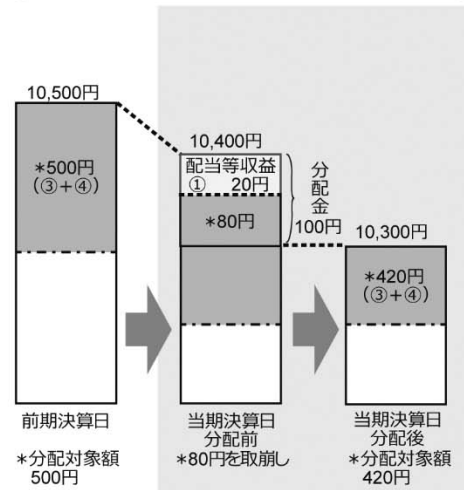 10,500円
*500円
(③+④)
前期決算日
*分配対象額
500円
10,400円
配当等収益
① 20円
*80円
分配金
100円
当期決算日
分配前
*80円を取崩し
10,300円
*420円
(③+④)
当期決算日
分配後
*分配対象額
420円